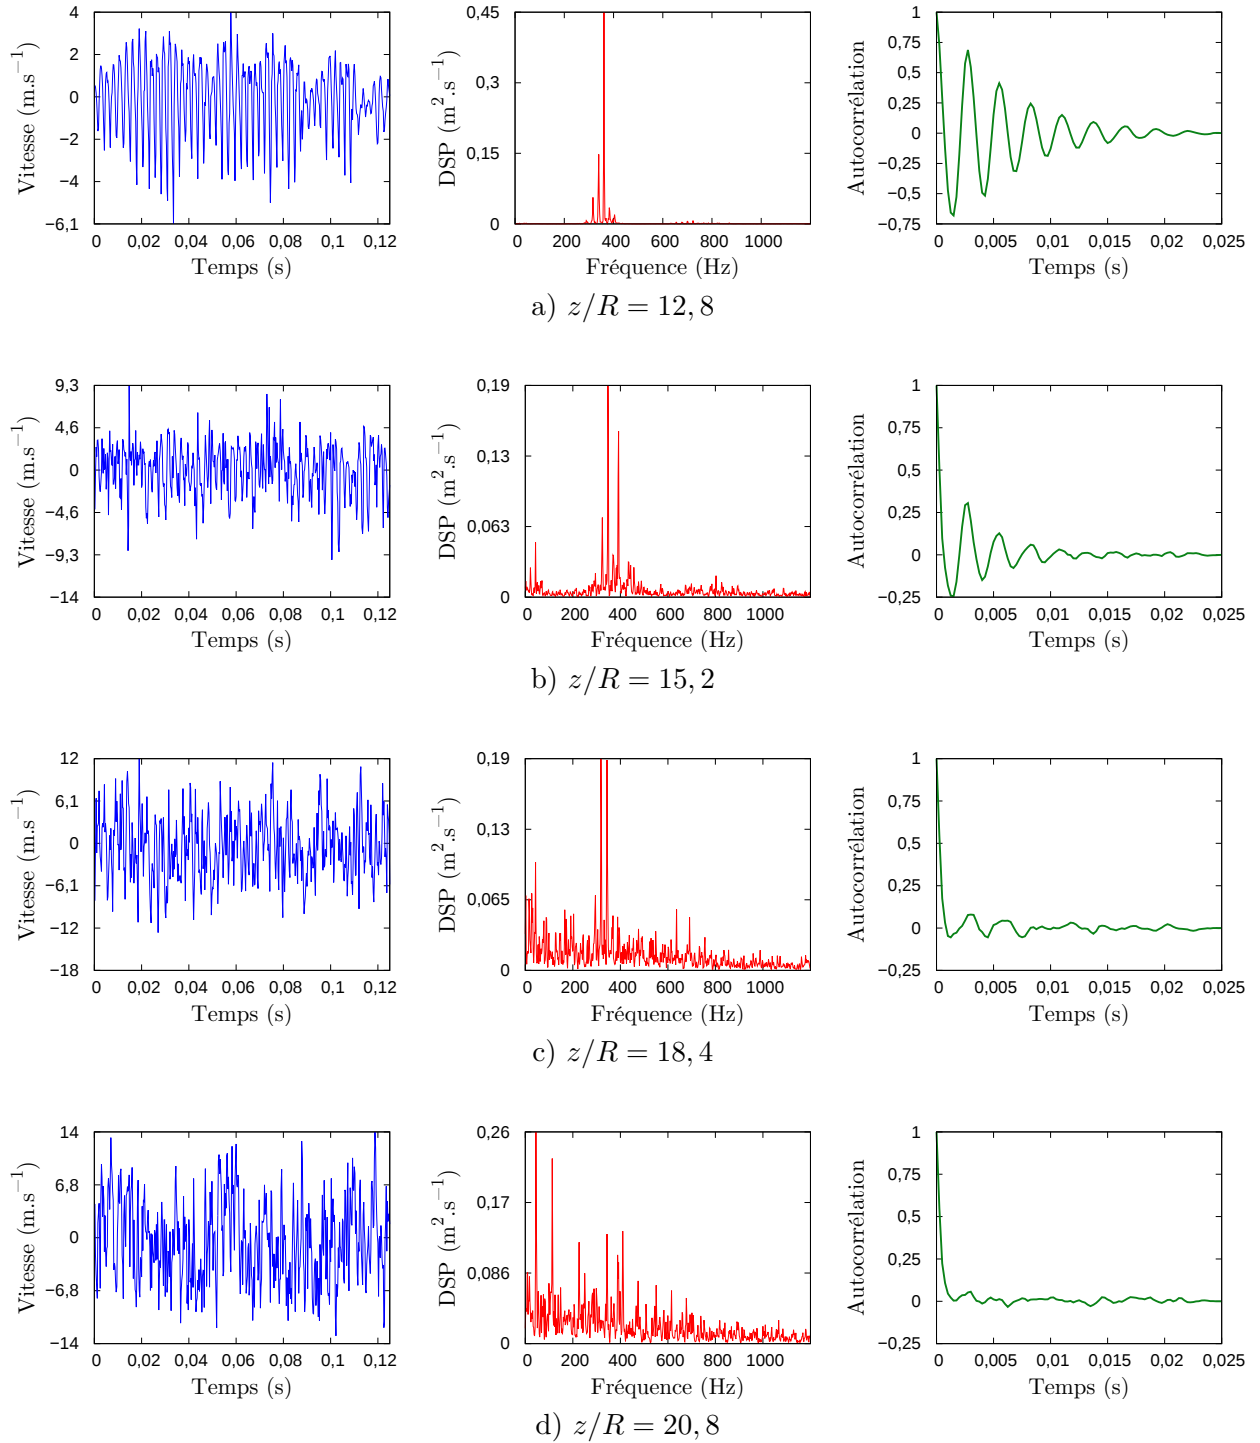 4
2
0
−2
−4
−6,1
Vitesse (m.s⁻¹)
0 0,02 0,04 0,06 0,08 0,1 0,12
Temps (s)
0,45
0,3
0,15
0
DSP (m².s⁻¹)
0 200 400 600 800 1000
Fréquence (Hz)
1
0,75
0,5
0,25
0
−0,25
−0,5
−0,75
Autocorrélation
0 0,005 0,01 0,015 0,02 0,025
Temps (s)
a) z/R = 12, 8
9,3
4,6
0
−4,6
−9,3
−14
Vitesse (m.s⁻¹)
0 0,02 0,04 0,06 0,08 0,1 0,12
Temps (s)
0,19
0,13
0,063
0
DSP (m².s⁻¹)
0 200 400 600 800 1000
Fréquence (Hz)
1
0,75
0,5
0,25
0
−0,25
Autocorrélation
0 0,005 0,01 0,015 0,02 0,025
Temps (s)
b) z/R = 15, 2
12
6,1
0
−6,1
−12
−18
Vitesse (m.s⁻¹)
0 0,02 0,04 0,06 0,08 0,1 0,12
Temps (s)
0,19
0,13
0,065
0
DSP (m².s⁻¹)
0 200 400 600 800 1000
Fréquence (Hz)
1
0,75
0,5
0,25
0
−0,25
Autocorrélation
0 0,005 0,01 0,015 0,02 0,025
Temps (s)
c) z/R = 18, 4
14
6,8
0
−6,8
−14
Vitesse (m.s⁻¹)
0 0,02 0,04 0,06 0,08 0,1 0,12
Temps (s)
0,26
0,17
0,086
0
DSP (m².s⁻¹)
0 200 400 600 800 1000
Fréquence (Hz)
1
0,75
0,5
0,25
0
−0,25
Autocorrélation
0 0,005 0,01 0,015 0,02 0,025
Temps (s)
d) z/R = 20, 8